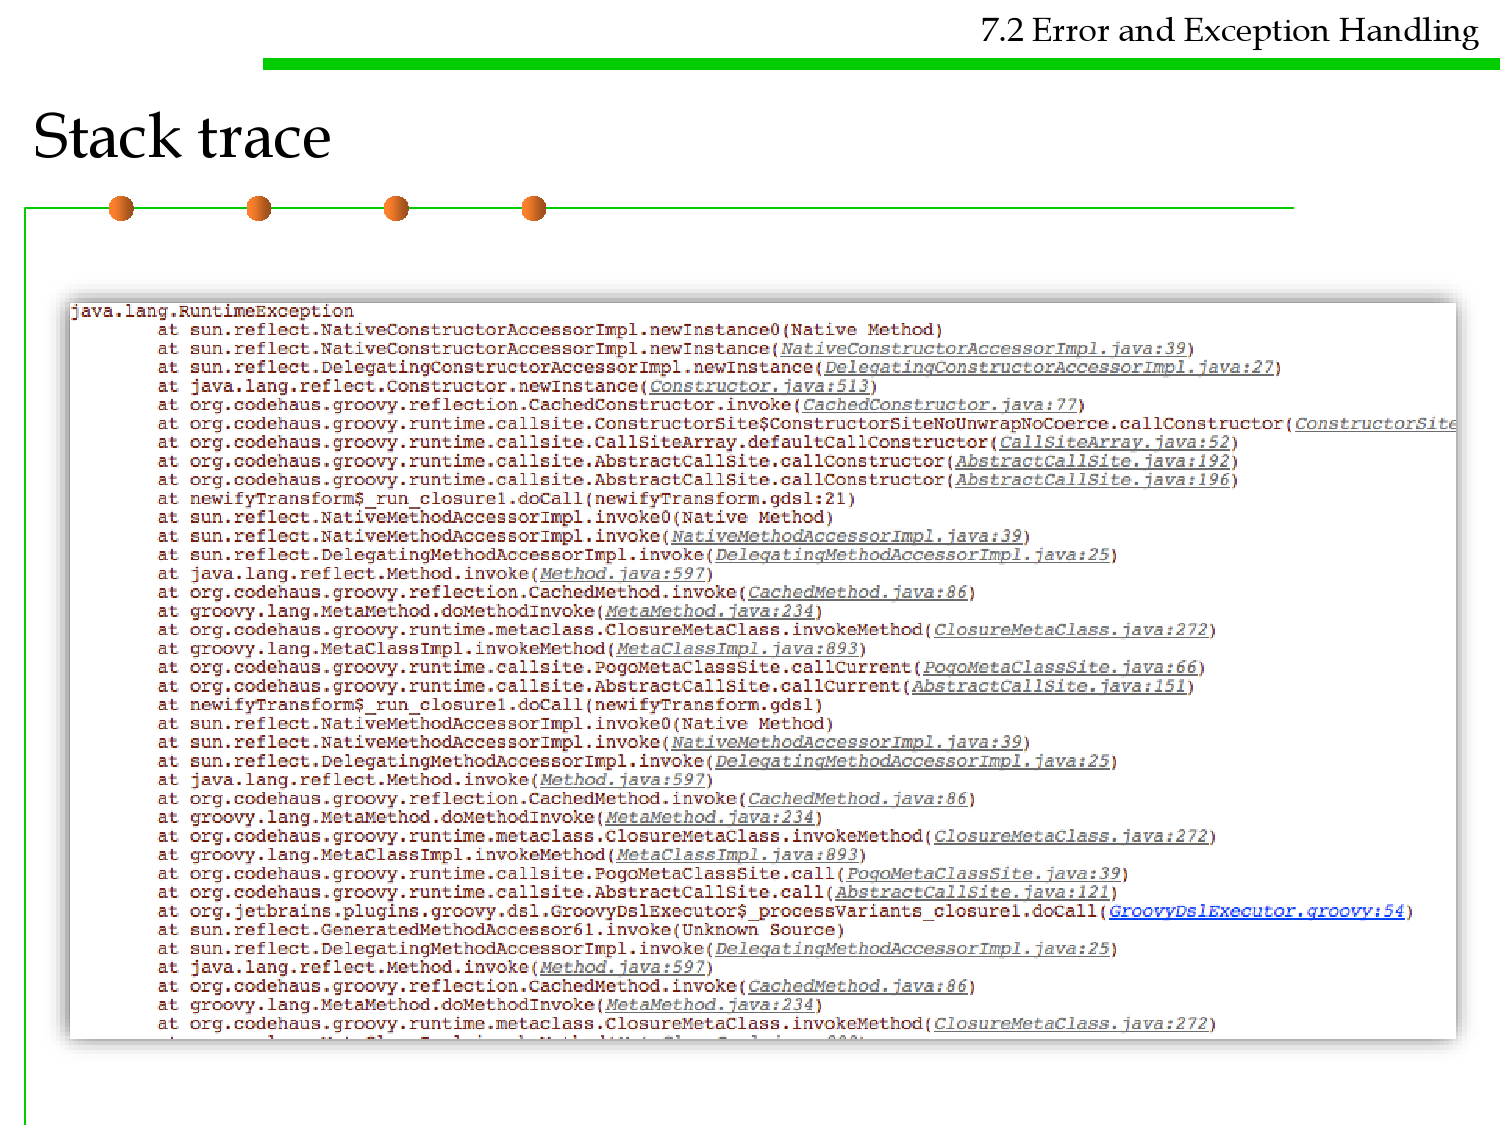 7.2 Error and Exception Handling
Stack trace
java.lang.RuntimeException
at sun.reflect.NativeConstructorAccessorImpl.newInstance0(Native Method)
at sun.reflect.NativeConstructorAccessorImpl.newInstance(NativeConstructorAccessorImpl.java:39)
at sun.reflect.DelegatingConstructorAccessorImpl.newInstance(DelegatingConstructorAccessorImpl.java:27)
at java.lang.reflect.Constructor.newInstance(Constructor.java:513)
at org.codehaus.groovy.reflection.CachedConstructor.invoke(CachedConstructor.java:77)
at org.codehaus.groovy.runtime.callsite.ConstructorSite$ConstructorSiteNoUnwrapNoCoerce.callConstructor(ConstructorSite
at org.codehaus.groovy.runtime.callsite.CallSiteArray.defaultCallConstructor(CallSiteArray.java:52)
at org.codehaus.groovy.runtime.callsite.AbstractCallSite.callConstructor(AbstractCallSite.java:192)
at org.codehaus.groovy.runtime.callsite.AbstractCallSite.callConstructor(AbstractCallSite.java:196)
at newifyTransform$_run_closure1.doCall(newifyTransform.gdsl:21)
at sun.reflect.NativeMethodAccessorImpl.invoke0(Native Method)
at sun.reflect.NativeMethodAccessorImpl.invoke(NativeMethodAccessorImpl.java:39)
at sun.reflect.DelegatingMethodAccessorImpl.invoke(DelegatingMethodAccessorImpl.java:25)
at java.lang.reflect.Method.invoke(Method.java:597)
at org.codehaus.groovy.reflection.CachedMethod.invoke(CachedMethod.java:86)
at groovy.lang.MetaMethod.doMethodInvoke(MetaMethod.java:234)
at org.codehaus.groovy.runtime.metaclass.ClosureMetaClass.invokeMethod(ClosureMetaClass.java:272)
at groovy.lang.MetaClassImpl.invokeMethod(MetaClassImpl.java:893)
at org.codehaus.groovy.runtime.callsite.PogoMetaClassSite.callCurrent(PogoMetaClassSite.java:66)
at org.codehaus.groovy.runtime.callsite.AbstractCallSite.callCurrent(AbstractCallSite.java:151)
at newifyTransform$_run_closure1.doCall(newifyTransform.gdsl)
at sun.reflect.NativeMethodAccessorImpl.invoke0(Native Method)
at sun.reflect.NativeMethodAccessorImpl.invoke(NativeMethodAccessorImpl.java:39)
at sun.reflect.DelegatingMethodAccessorImpl.invoke(DelegatingMethodAccessorImpl.java:25)
at java.lang.reflect.Method.invoke(Method.java:597)
at org.codehaus.groovy.reflection.CachedMethod.invoke(CachedMethod.java:86)
at groovy.lang.MetaMethod.doMethodInvoke(MetaMethod.java:234)
at org.codehaus.groovy.runtime.metaclass.ClosureMetaClass.invokeMethod(ClosureMetaClass.java:272)
at groovy.lang.MetaClassImpl.invokeMethod(MetaClassImpl.java:893)
at org.codehaus.groovy.runtime.callsite.PogoMetaClassSite.call(PogoMetaClassSite.java:39)
at org.codehaus.groovy.runtime.callsite.AbstractCallSite.call(AbstractCallSite.java:121)
at org.jetbrains.plugins.groovy.dsl.GroovyDslExecutor$_processVariants_closure1.doCall(GroovyDslExecutor.groovy:54)
at sun.reflect.GeneratedMethodAccessor61.invoke(Unknown Source)
at sun.reflect.DelegatingMethodAccessorImpl.invoke(DelegatingMethodAccessorImpl.java:25)
at java.lang.reflect.Method.invoke(Method.java:597)
at org.codehaus.groovy.reflection.CachedMethod.invoke(CachedMethod.java:86)
at groovy.lang.MetaMethod.doMethodInvoke(MetaMethod.java:234)
at org.codehaus.groovy.runtime.metaclass.ClosureMetaClass.invokeMethod(ClosureMetaClass.java:272)